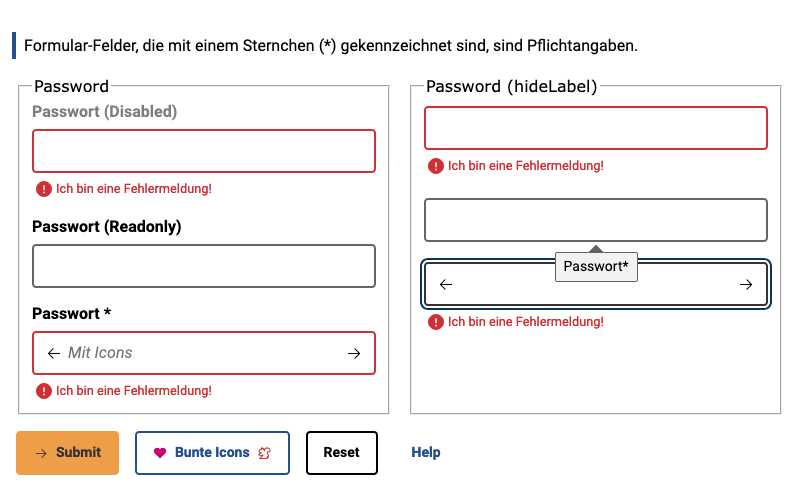 Formular-Felder, die mit einem Sternchen (*) gekennzeichnet sind, sind Pflichtangaben.
Password
Passwort (Disabled)
Ich bin eine Fehlermeldung!
Passwort (Readonly)
Passwort *
Mit Icons
Ich bin eine Fehlermeldung!
Password (hideLabel)
Ich bin eine Fehlermeldung!
Passwort*
Ich bin eine Fehlermeldung!
Submit
Bunte Icons
Reset
Help